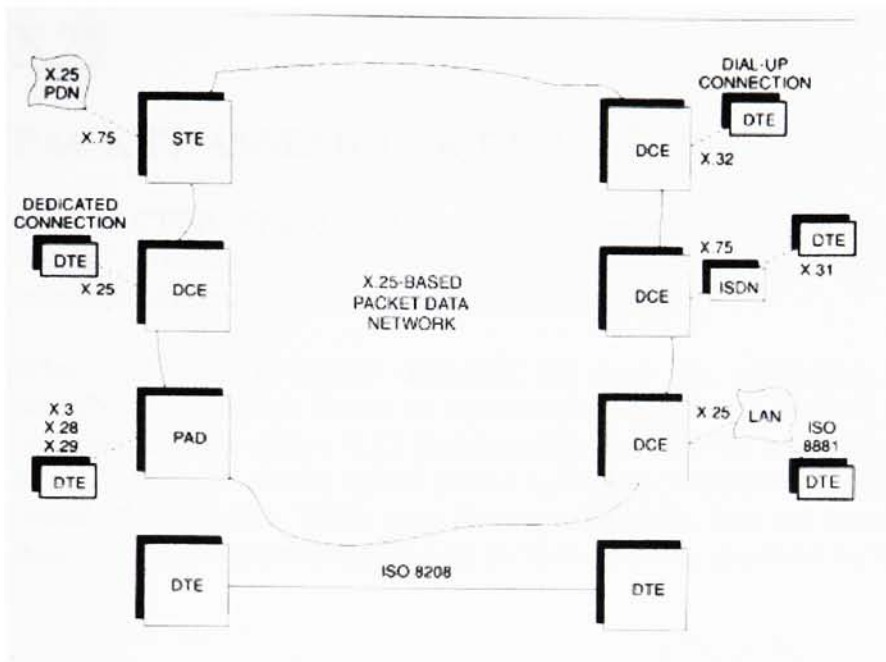 X.25
PDN
X.75
STE
DEDICATED
CONNECTION
DTE
X.25
DCE
X 3
X 28
X 29
DTE
PAD
X.25-BASED
PACKET DATA
NETWORK
DIAL-UP
CONNECTION
DTE
DCE
X.32
X.75
DTE
DCE
ISDN
X.31
X.25
LAN
ISO
8881
DCE
DTE
DTE
ISO 8208
DTE